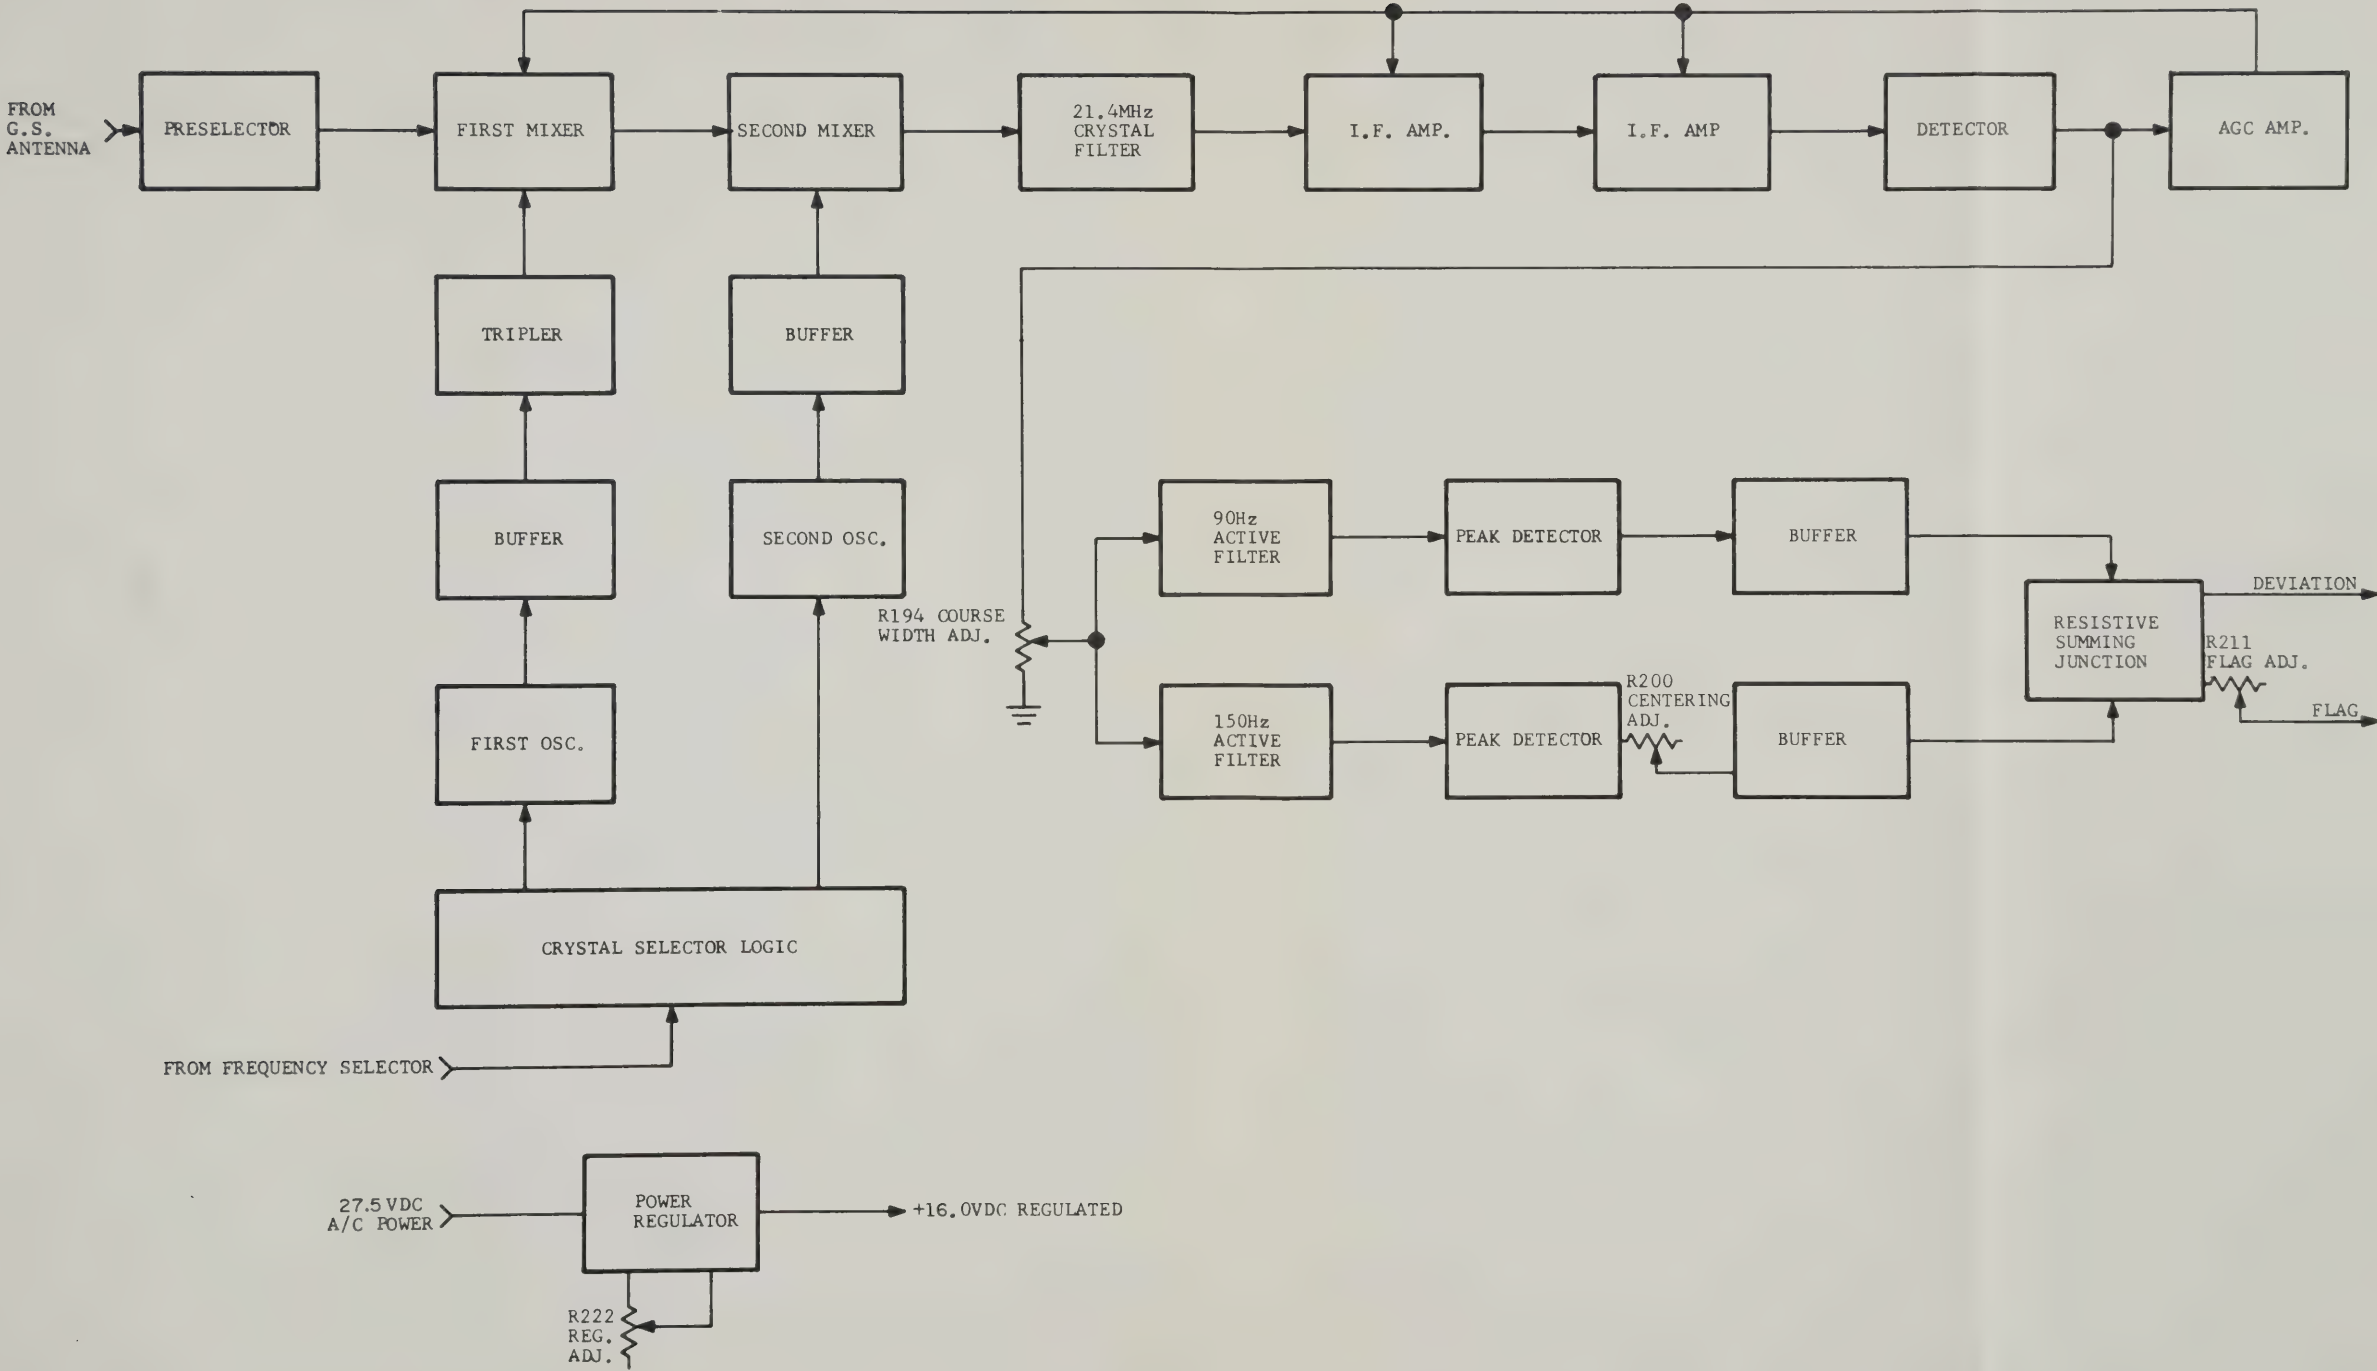 FROM
G.S.
ANTENNA
PRESELECTOR
FIRST MIXER
SECOND MIXER
21.4MHz
CRYSTAL
FILTER
I.F. AMP.
I.F. AMP
DETECTOR
AGC AMP.
TRIPLER
BUFFER
BUFFER
SECOND OSC.
90Hz
ACTIVE
FILTER
PEAK DETECTOR
BUFFER
DEVIATION
R194 COURSE
WIDTH ADJ.
RESISTIVE
SUMMING
JUNCTION
R211
FLAG ADJ.
FLAG
FIRST OSC.
150Hz
ACTIVE
FILTER
PEAK DETECTOR
R200
CENTERING
ADJ.
BUFFER
CRYSTAL SELECTOR LOGIC
FROM FREQUENCY SELECTOR
27.5 VDC
A/C POWER
POWER
REGULATOR
+16.0VDC REGULATED
R222
REG.
ADJ.